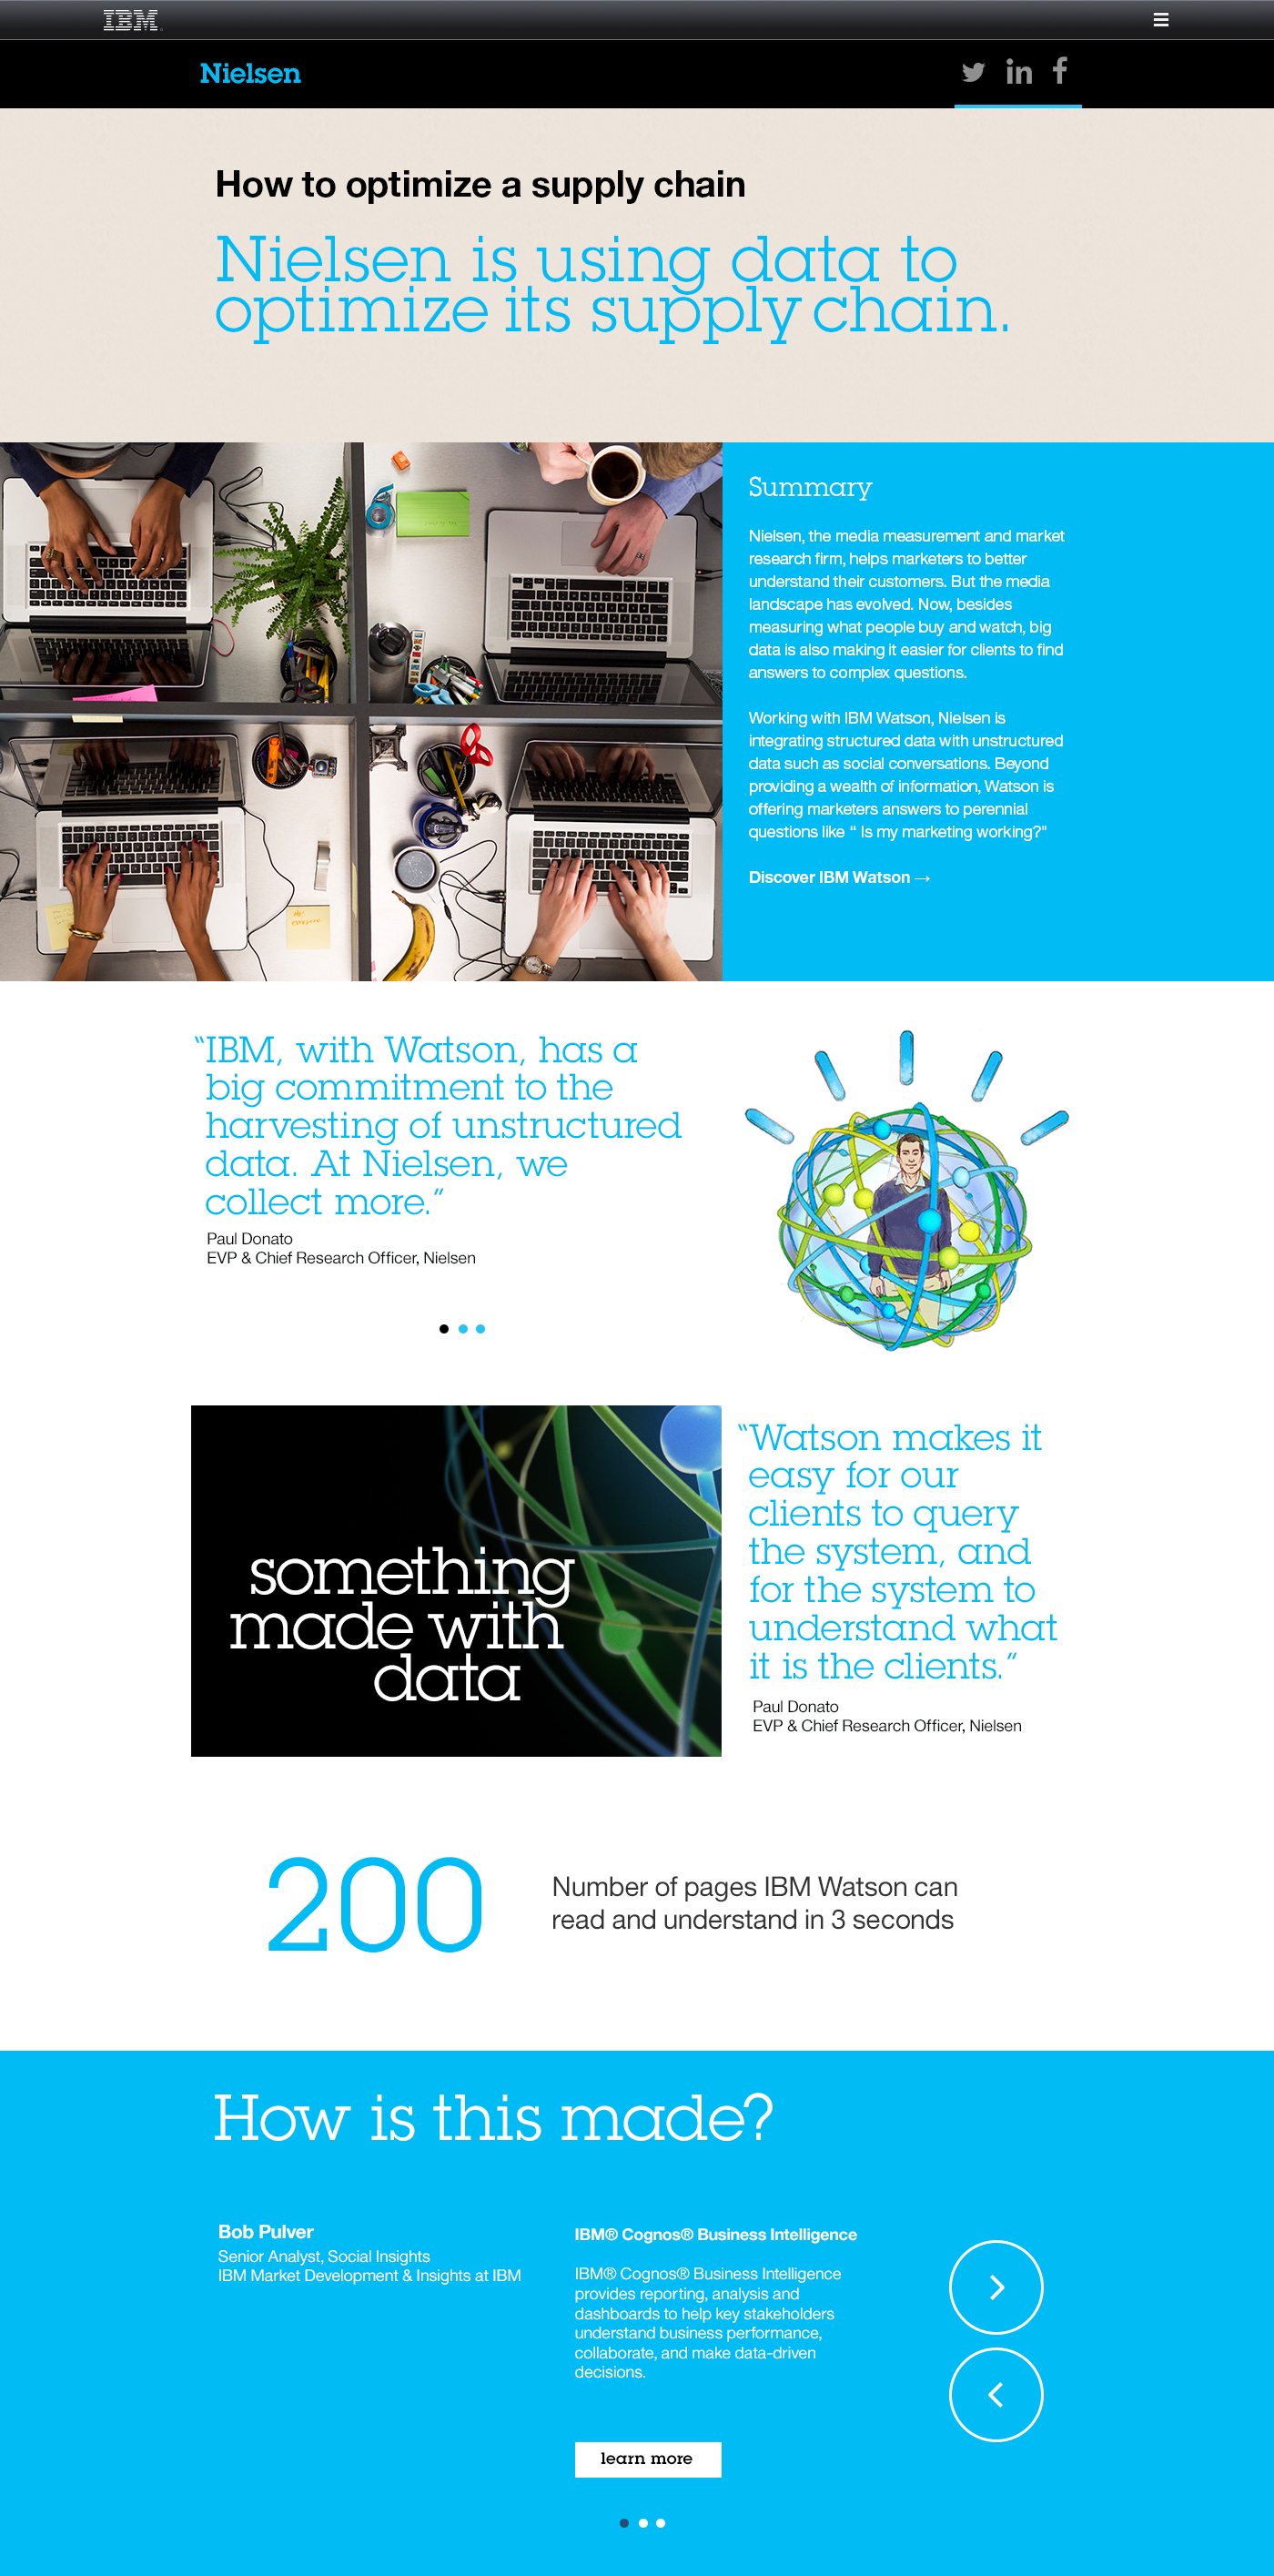 IBM
Nielsen
How to optimize a supply chain
Nielsen is using data to
optimize its supply chain.
Summary
Nielsen, the media measurement and market
research firm, helps marketers to better
understand their customers. But the media
landscape has evolved. Now, besides
measuring what people buy and watch, big
data is also making it easier for clients to find
answers to complex questions.
Working with IBM Watson, Nielsen is
integrating structured data with unstructured
data such as social conversations. Beyond
providing a wealth of information, Watson is
offering marketers answers to perennial
questions like “ Is my marketing working?"
Discover IBM Watson →
“IBM, with Watson, has a
big commitment to the
harvesting of unstructured
data. At Nielsen, we
collect more.”
Paul Donato
EVP & Chief Research Officer, Nielsen
something
made with
data
“Watson makes it
easy for our
clients to query
the system, and
for the system to
understand what
it is the clients.”
Paul Donato
EVP & Chief Research Officer, Nielsen
200
Number of pages IBM Watson can
read and understand in 3 seconds
How is this made?
Bob Pulver
Senior Analyst, Social Insights
IBM Market Development & Insights at IBM
IBM® Cognos® Business Intelligence
IBM® Cognos® Business Intelligence
provides reporting, analysis and
dashboards to help key stakeholders
understand business performance,
collaborate, and make data-driven
decisions.
learn more